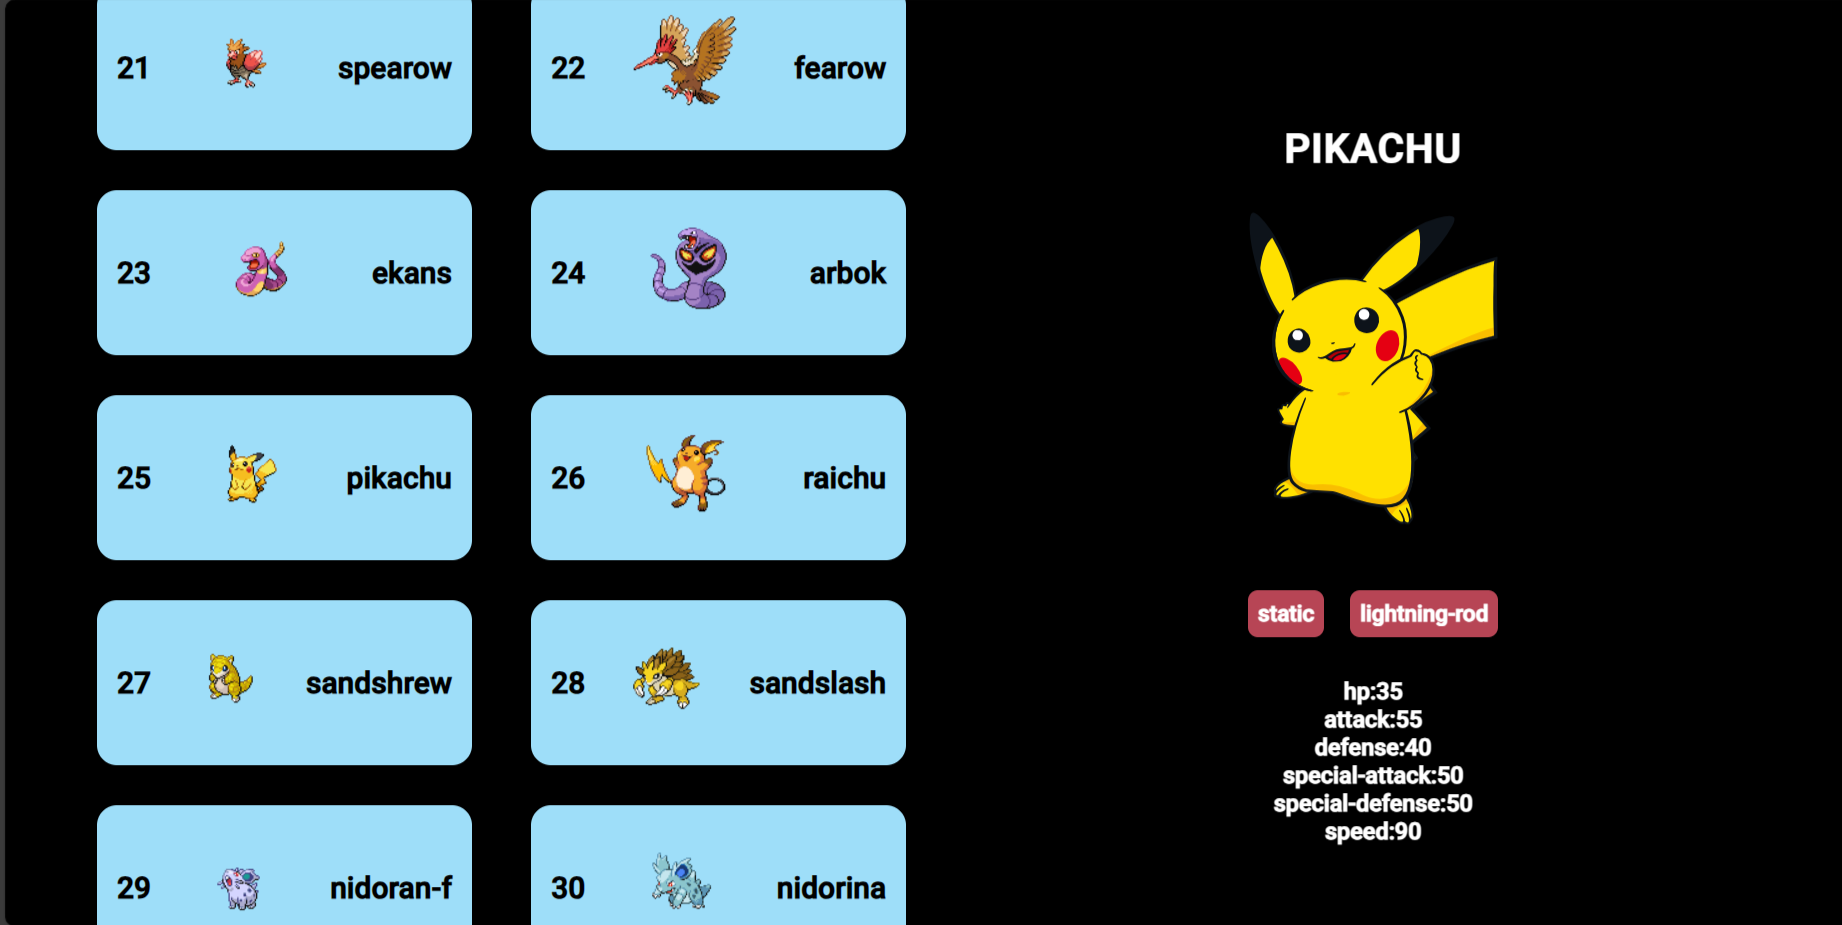 21 spearow
22 fearow
23 ekans
24 arbok
25 pikachu
26 raichu
27 sandshrew
28 sandslash
29 nidoran-f
30 nidorina
PIKACHU
static
lightning-rod
hp:35
attack:55
defense:40
special-attack:50
special-defense:50
speed:90